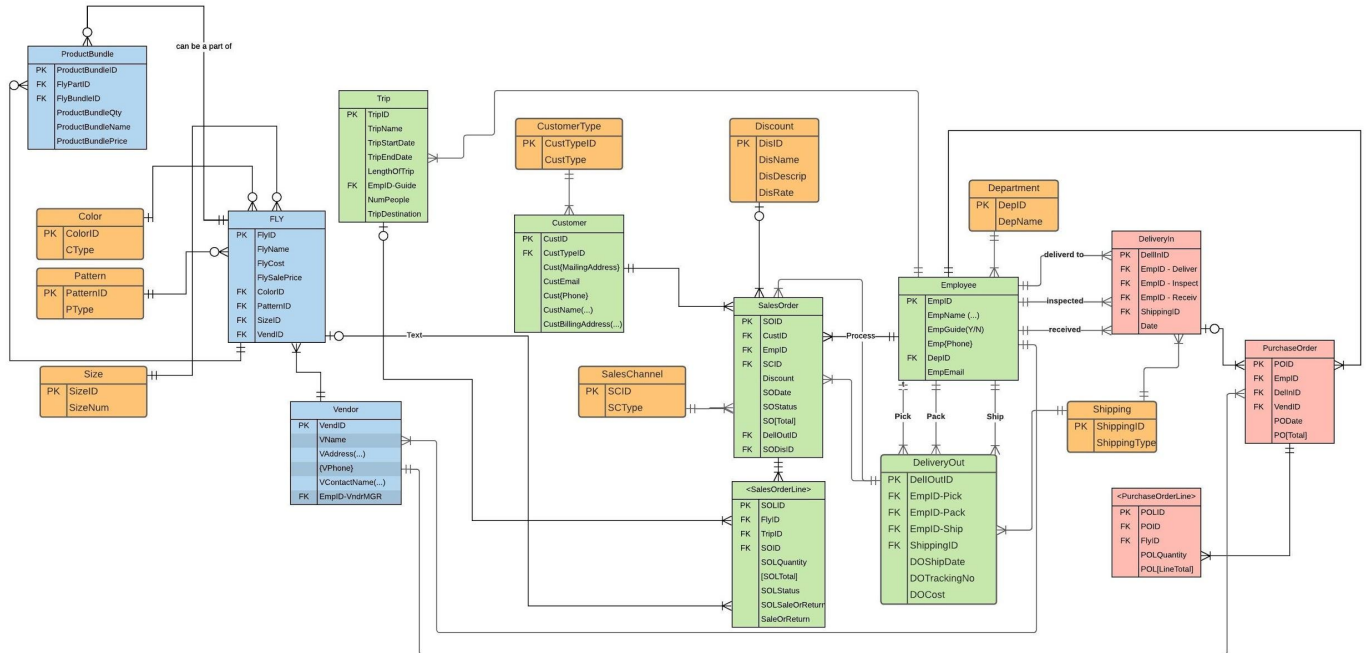 can be a part of
ProductBundle
PK ProductBundleID
FK FlyPartID
FK FlyBundleID
ProductBundleQty
ProductBundleName
ProductBundlePrice
Color
PK ColorID
CType
Pattern
PK PatternID
PType
Size
PK SizeID
SizeNum
FLY
PK FlyID
FlyName
FlyCost
FlySalePrice
FK ColorID
FK PatternID
FK SizeID
FK VendID
Vendor
PK VendID
VName
VAddress(...)
{VPhone}
VContactName(...)
FK EmpID-VndrMGR
Trip
PK TripID
TripName
TripStartDate
TripEndDate
LengthOfTrip
FK EmpID-Guide
NumPeople
TripDestination
Text
CustomerType
PK CustTypeID
CustType
Customer
PK CustID
FK CustTypeID
Cust{MailingAddress}
CustEmail
Cust{Phone}
CustName(...)
CustBillingAddress(...)
SalesChannel
PK SCID
SCType
Discount
PK DisID
DisName
DisDescrip
DisRate
SalesOrder
PK SOID
FK CustID
FK EmpID
FK SCID
Discount
SODate
SOStatus
SO[Total]
FK DellOutID
FK SODisID
<SalesOrderLine>
PK SOLID
FK FlyID
FK TripID
FK SOID
SOLQuantity
[SOLTotal]
SOLStatus
SOLSaleOrReturn
SaleOrReturn
Process
Department
PK DepID
DepName
Employee
PK EmpID
EmpName (...)
EmpGuide(Y/N)
Emp{Phone}
FK DepID
EmpEmail
deliverd to
inspected
received
Pick
Pack
Ship
DeliveryOut
PK DellOutID
FK EmpID-Pick
FK EmpID-Pack
FK EmpID-Ship
FK ShippingID
DOShipDate
DOTrackingNo
DOCost
DeliveryIn
PK DellInID
FK EmpID - Deliver
FK EmpID - Inspect
FK EmpID - Receiv
FK ShippingID
Date
Shipping
PK ShippingID
ShippingType
PurchaseOrder
PK POID
FK EmpID
FK DelInID
FK VendID
PODate
PO[Total]
<PurchaseOrderLine>
PK POLID
FK POID
FK FlyID
POLQuantity
POL[LineTotal]